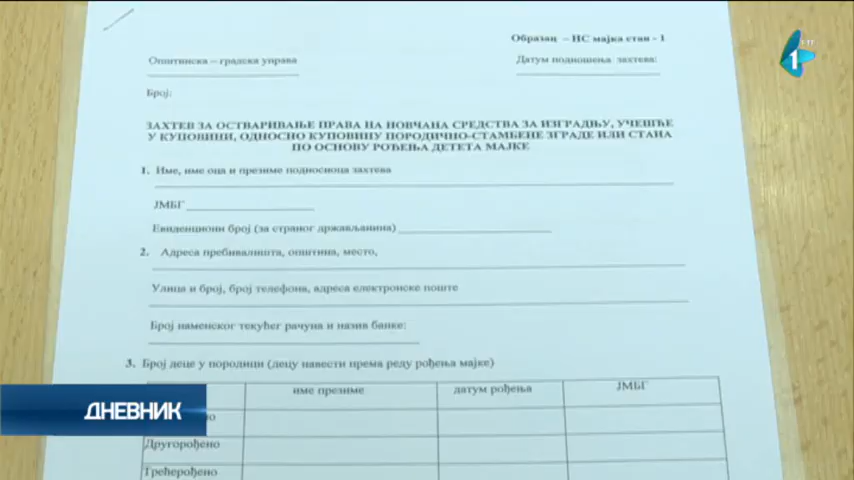 Образац – НС мајка стан - 1
Општинска – градска управа
Датум подношења захтева:
Број:
ЗАХТЕВ ЗА ОСТВАРИВАЊЕ ПРАВА НА НОВЧАНА СРЕДСТВА ЗА ИЗГРАДЊУ, УЧЕШЋЕ
У КУПОВИНИ, ОДНОСНО КУПОВИНУ ПОРОДИЧНО-СТАМБЕНЕ ЗГРАДЕ ИЛИ СТАНА
ПО ОСНОВУ РОЂЕЊА ДЕТЕТА МАЈКЕ
1. Име, име оца и презиме подносиоца захтева
ЈМБГ
Евиденциони број (за страног држављанина)
2. Адреса пребивалишта, општина, место,
Улица и број, број телефона, адреса електронске поште
Број наменског текућег рачуна и назив банке:
3. Број деце у породици (децу навести према реду рођења мајке)
име презиме датум рођења ЈМБГ
Другорођено
Трећерођено
ДНЕВНИК
1